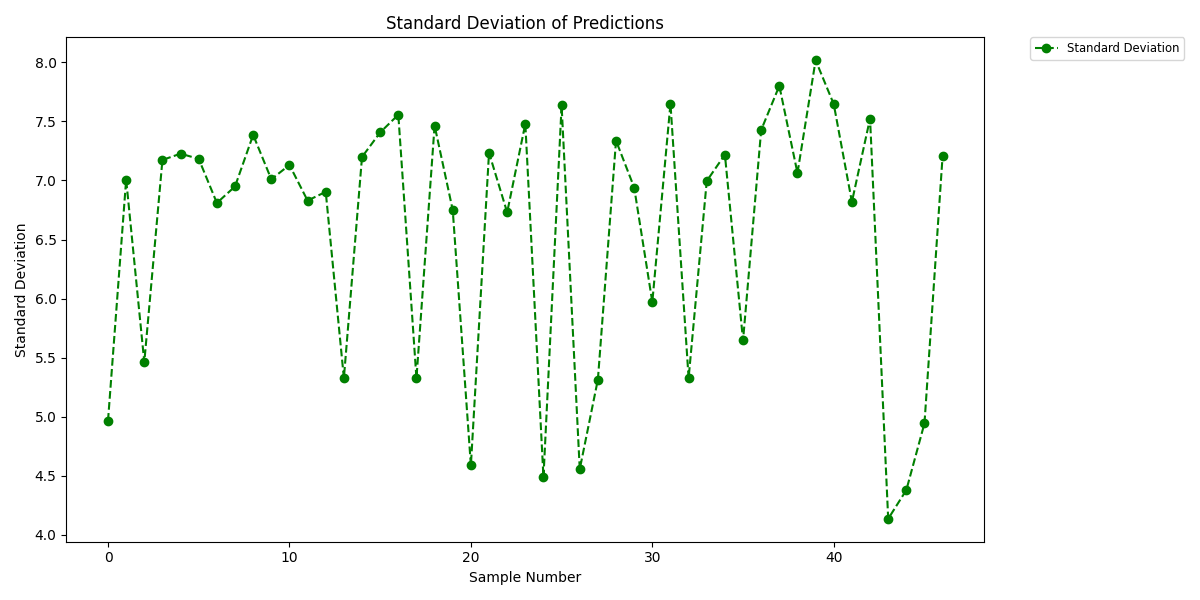 Standard Deviation of Predictions
Standard Deviation
8.0
7.5
7.0
6.5
6.0
5.5
5.0
4.5
4.0
Standard Deviation
0 10 20 30 40
Sample Number